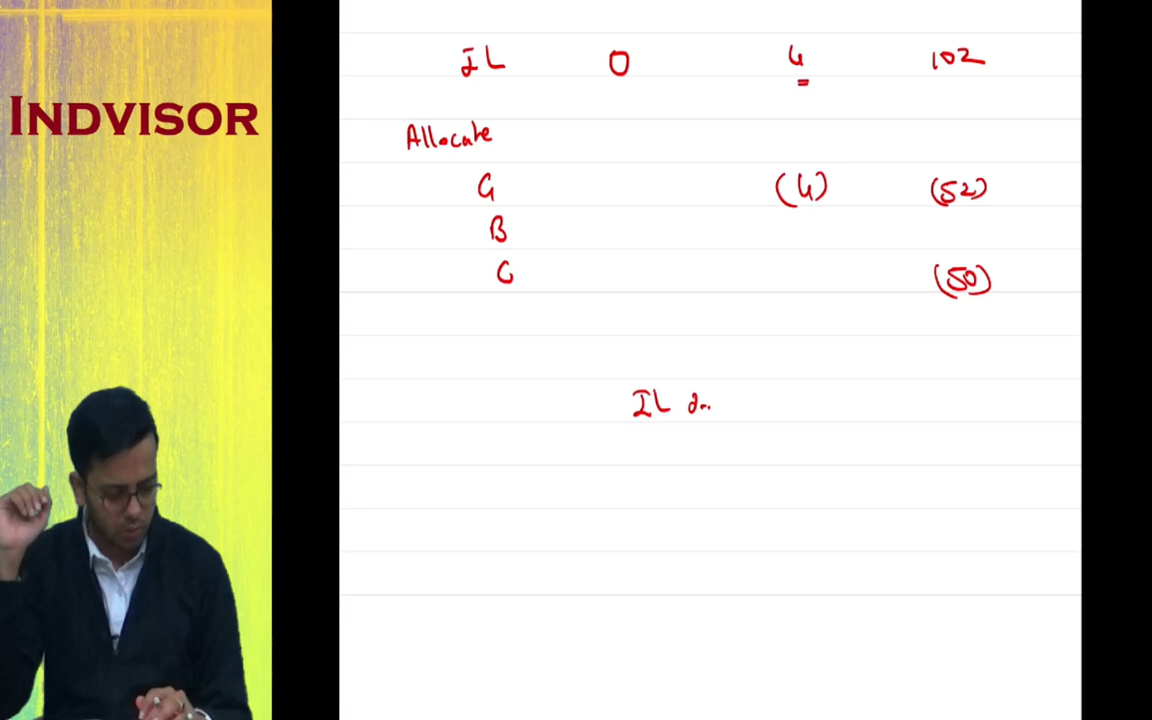 INDVISOR
IL 0 4 102
Allocate
G (4) (52)
B
C (50)
IL